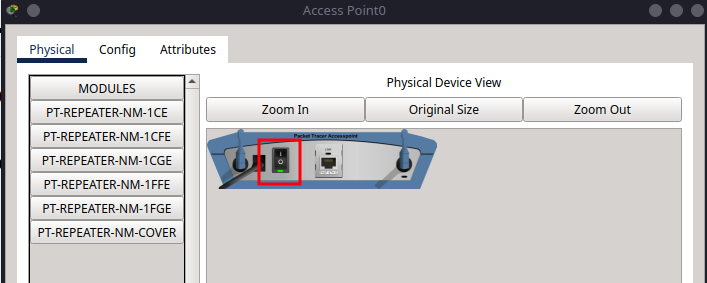 Access Point0
Physical Config Attributes
MODULES
PT-REPEATER-NM-1CE
PT-REPEATER-NM-1CFE
PT-REPEATER-NM-1CGE
PT-REPEATER-NM-1FFE
PT-REPEATER-NM-1FGE
PT-REPEATER-NM-COVER
Physical Device View
Zoom In Original Size Zoom Out
Packet Tracer Accesspoint